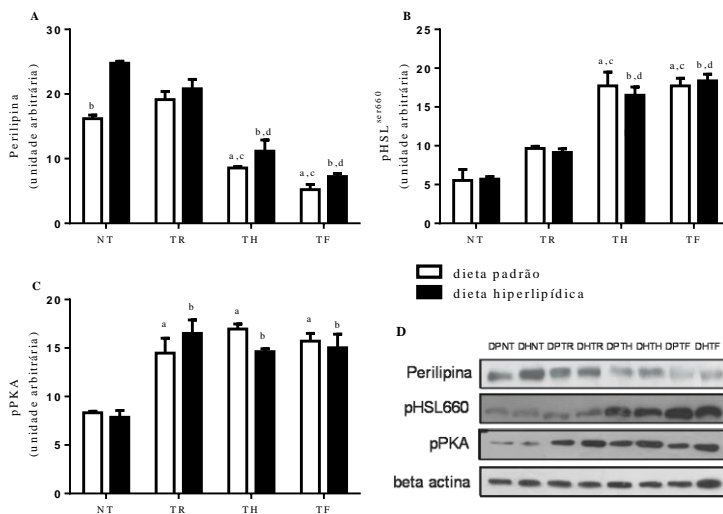 A
Perilipina
(unidade arbitrária)
30
20
10
0
b
a,c
b,d
a,c
b,d
NT
TR
TH
TF
B
pHSLser660
(unidade arbitrária)
25
20
15
10
5
0
a,c
b,d
a,c
b,d
NT
TR
TH
TF
dieta padrão
dieta hiperlipídica
C
pPKA
(unidade arbitrária)
20
15
10
5
0
a
b
a
b
a
b
NT
TR
TH
TF
D
DPNT DHNT DPTR DHTR DPTH DHTH DPTF DHTF
Perilipina
pHSL660
pPKA
beta actina